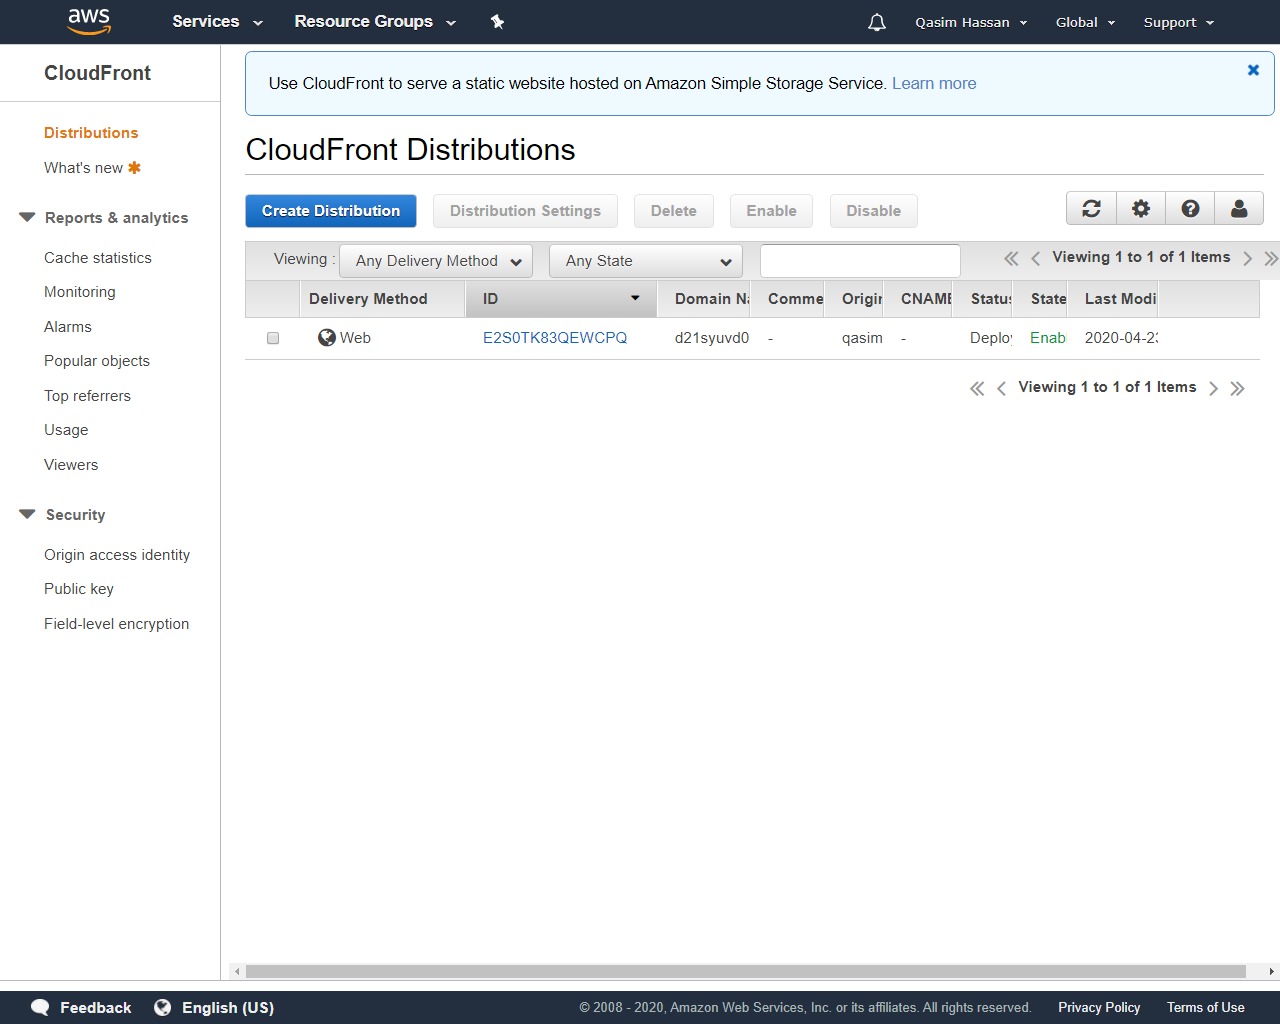 aws Services Resource Groups Qasim Hassan Global Support
CloudFront
Distributions
What's new
Reports & analytics
Cache statistics
Monitoring
Alarms
Popular objects
Top referrers
Usage
Viewers
Security
Origin access identity
Public key
Field-level encryption
Use CloudFront to serve a static website hosted on Amazon Simple Storage Service. Learn more
CloudFront Distributions
Create Distribution Distribution Settings Delete Enable Disable
Viewing : Any Delivery Method Any State Viewing 1 to 1 of 1 Items
Delivery Method ID Domain Na Comme Origin CNAME Status State Last Modi
Web E2S0TK83QEWCPQ d21syuvd0 - qasim - Deploy Enab 2020-04-23
Viewing 1 to 1 of 1 Items
Feedback English (US) © 2008 - 2020, Amazon Web Services, Inc. or its affiliates. All rights reserved. Privacy Policy Terms of Use